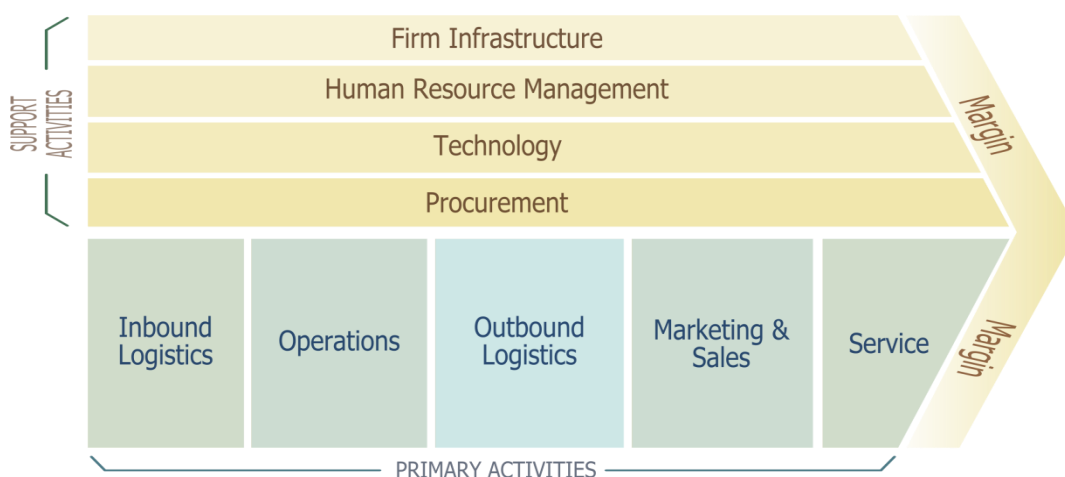 Firm Infrastructure
Human Resource Management
Technology
Procurement
SUPPORT
ACTIVITIES
Margin
Inbound
Logistics
Operations
Outbound
Logistics
Marketing &
Sales
Service
Margin
PRIMARY ACTIVITIES